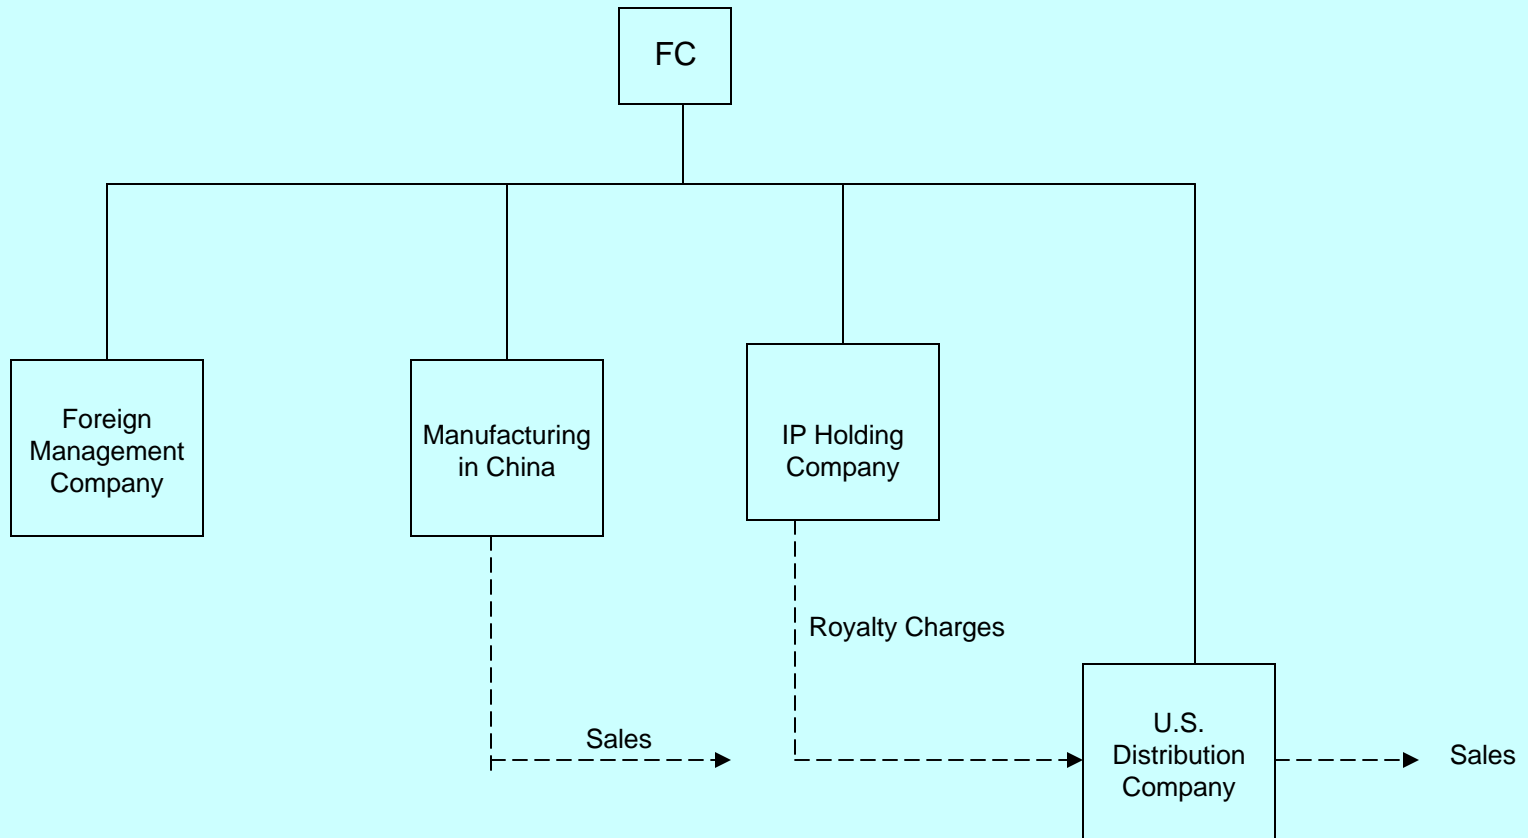 FC
Foreign
Management
Company
Manufacturing
in China
IP Holding
Company
Royalty Charges
Sales
U.S.
Distribution
Company
Sales